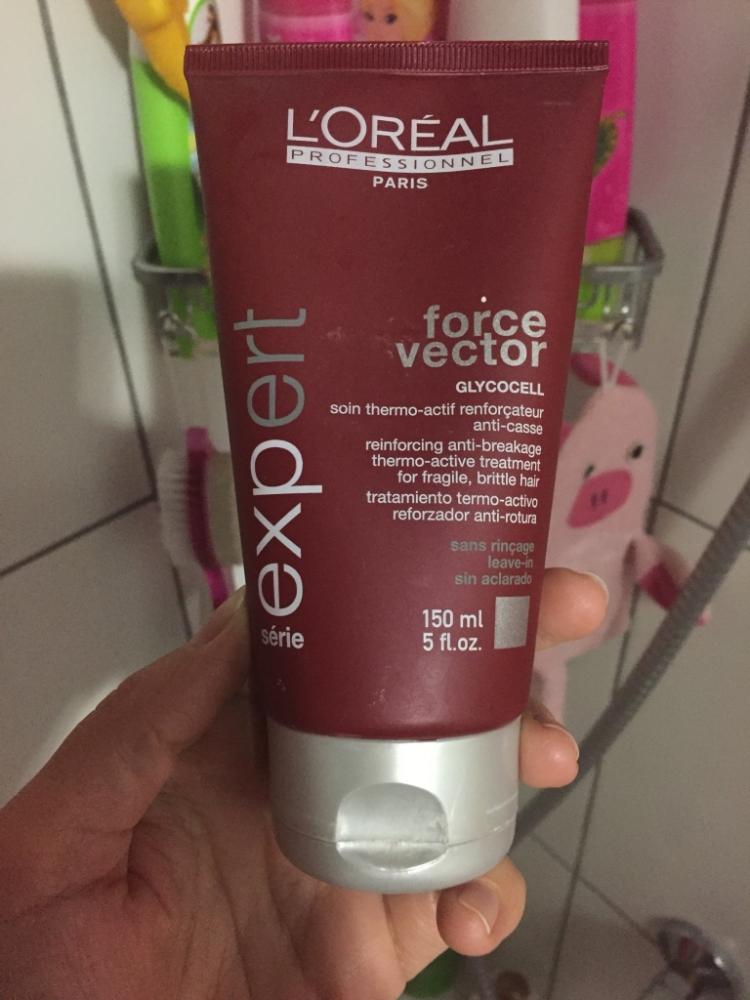 L'ORÉAL
PROFESSIONNEL
PARIS
expert
série
force
vector
GLYCOCELL
soin thermo-actif renforçateur
anti-casse
reinforcing anti-breakage
thermo-active treatment
for fragile, brittle hair
tratamiento termo-activo
reforzador anti-rotura
sans rinçage
leave-in
sin aclarado
150 ml
5 fl.oz.